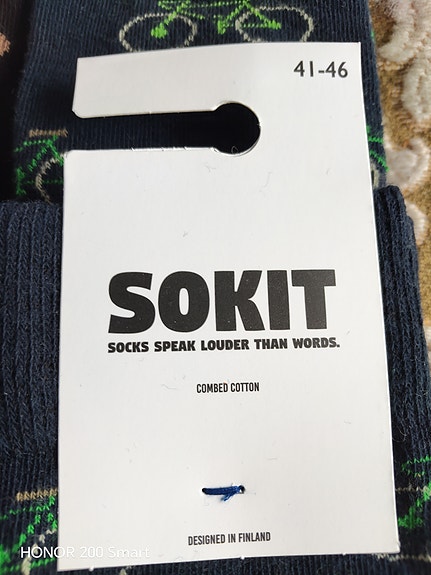 41-46
SOKIT
SOCKS SPEAK LOUDER THAN WORDS.
COMBED COTTON
DESIGNED IN FINLAND
HONOR 200 Smart